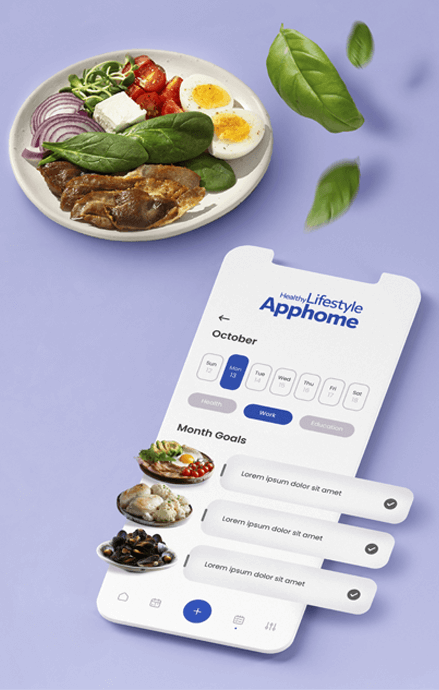 Healthy Lifestyle
Apphome
←
October
Sun Mon Tue Wed Thu Fri Sat
12 13 14 15 16 17 18
Health Work Education
Month Goals
Lorem ipsum dolor sit amet
Lorem ipsum dolor sit amet
Lorem ipsum dolor sit amet
+